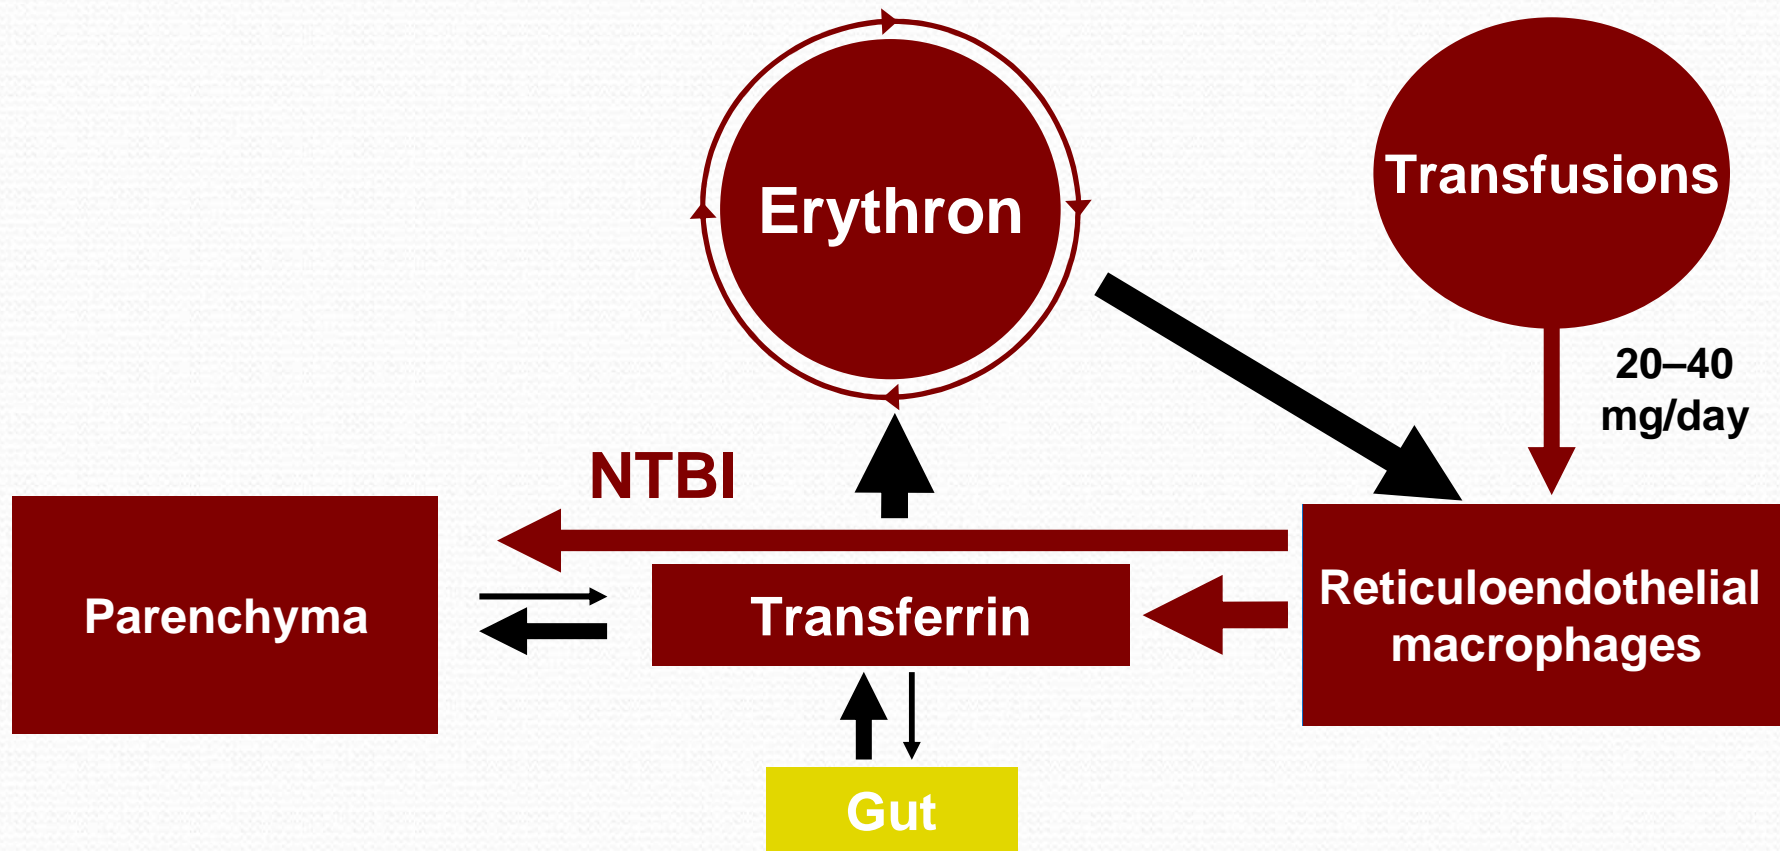 Erythron
Transfusions
20–40
mg/day
NTBI
Parenchyma
Transferrin
Reticuloendothelial
macrophages
Gut